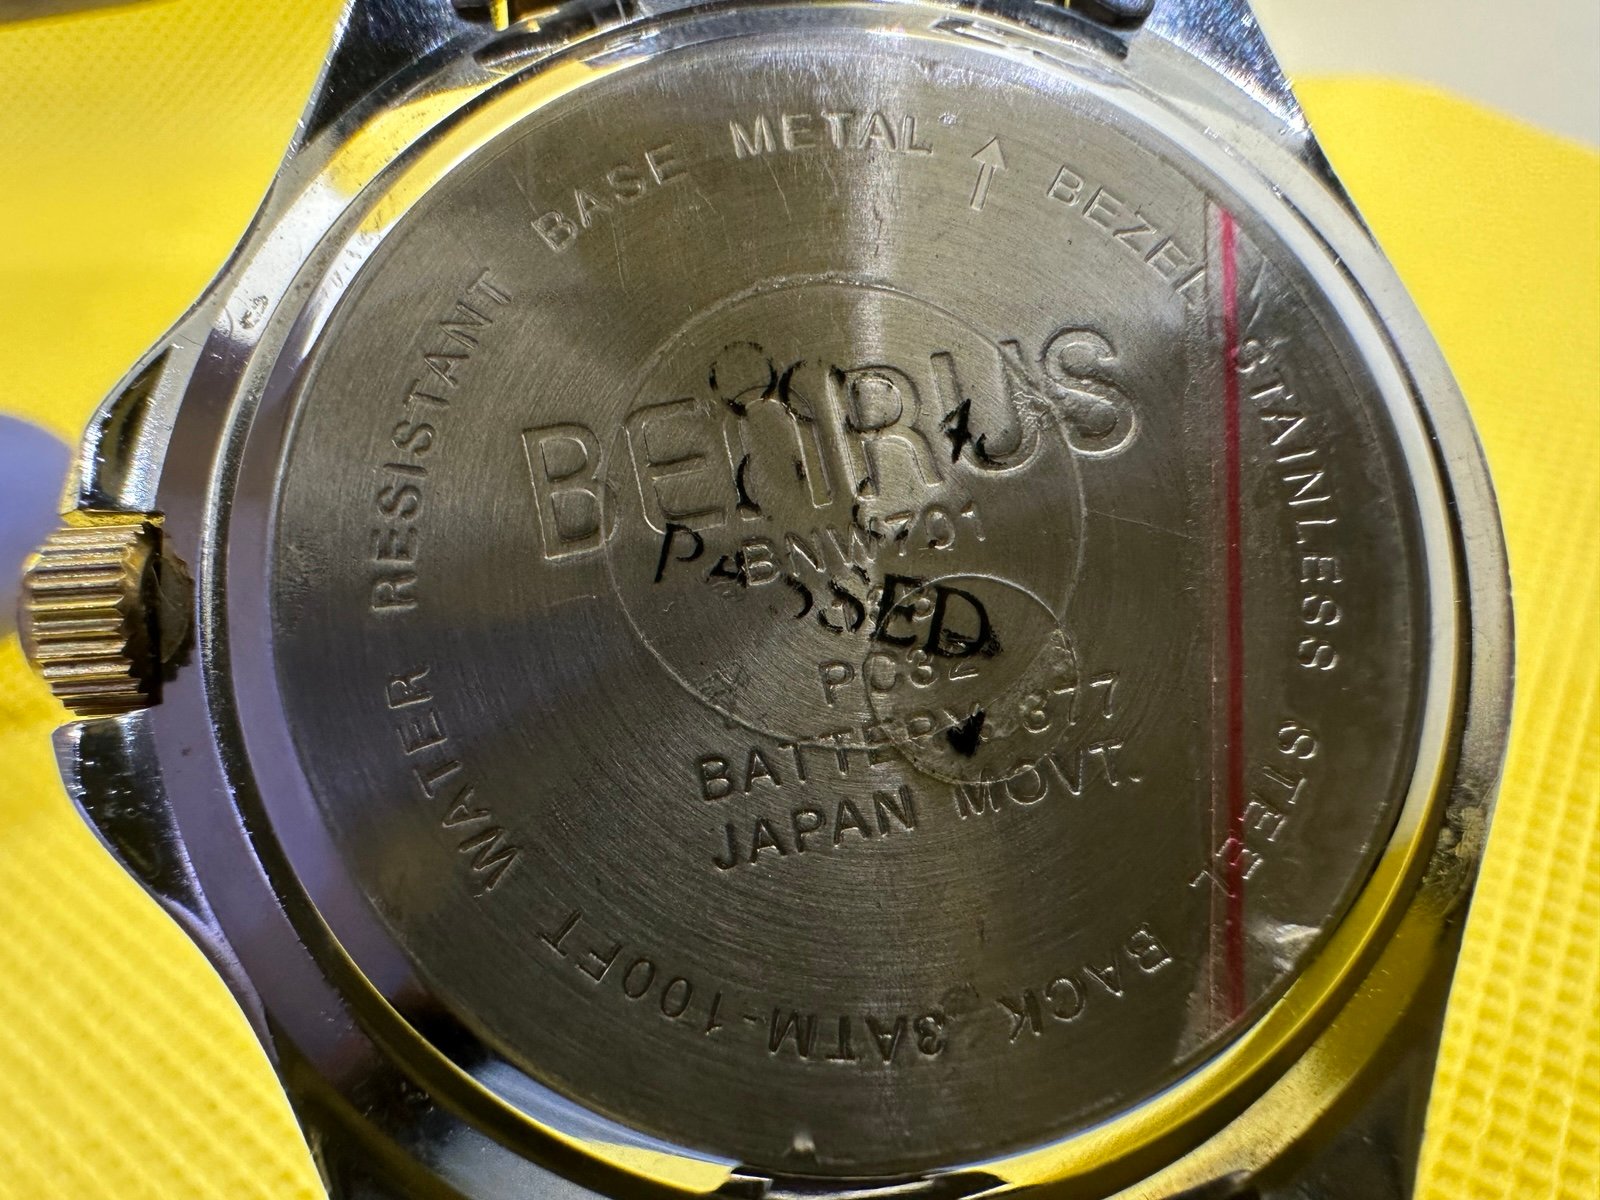 BASE METAL ↑ BEZEL STAINLESS STEEL BACK 3ATM-100FT WATER RESISTANT
BENRUS
BNW701
PASSED
PC32
BATTERY 377
JAPAN MOVT.